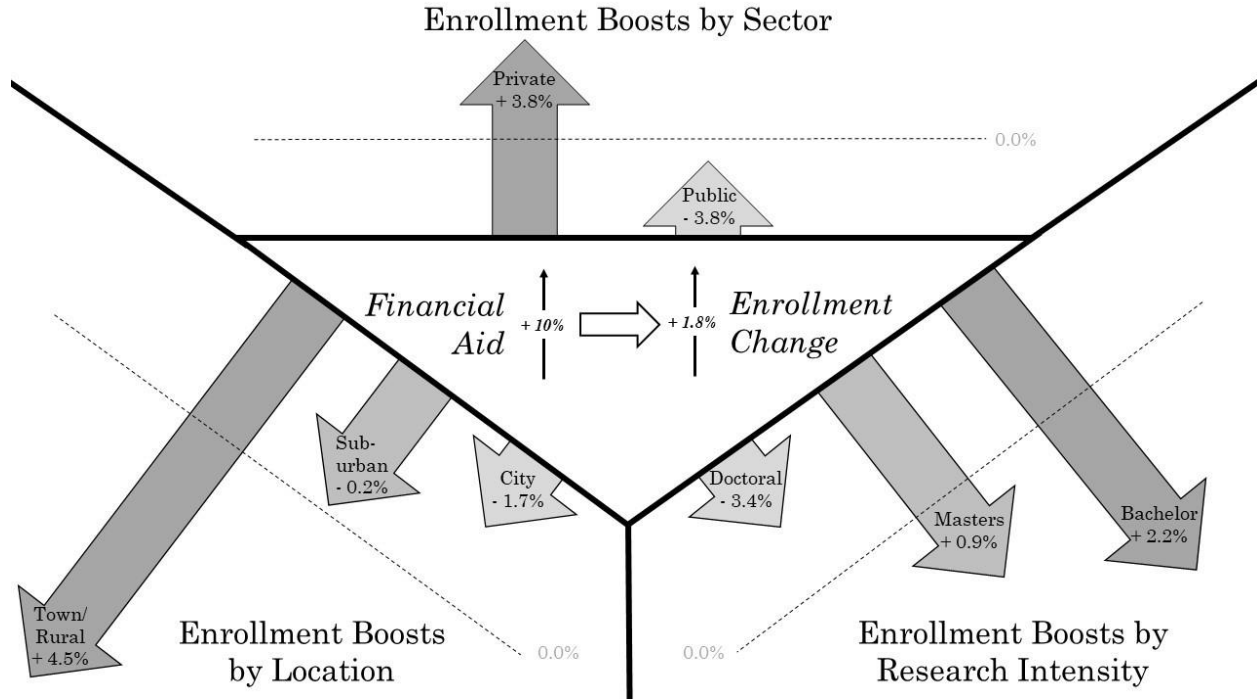 Enrollment Boosts by Sector
Private
+ 3.8%
0.0%
Public
- 3.8%
Financial
Aid
+ 10%
+ 1.8%
Enrollment
Change
Sub-
urban
- 0.2%
City
- 1.7%
Town/
Rural
+ 4.5%
Enrollment Boosts
by Location
0.0%
Doctoral
- 3.4%
Masters
+ 0.9%
Bachelor
+ 2.2%
0.0%
Enrollment Boosts by
Research Intensity